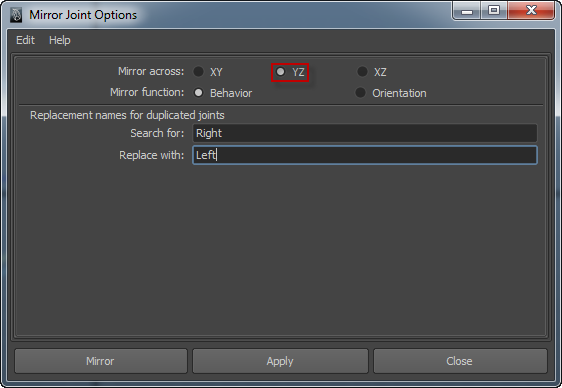 Mirror Joint Options
Edit Help
Mirror across: XY YZ XZ
Mirror function: Behavior Orientation
Replacement names for duplicated joints
Search for: Right
Replace with: Left
Mirror Apply Close